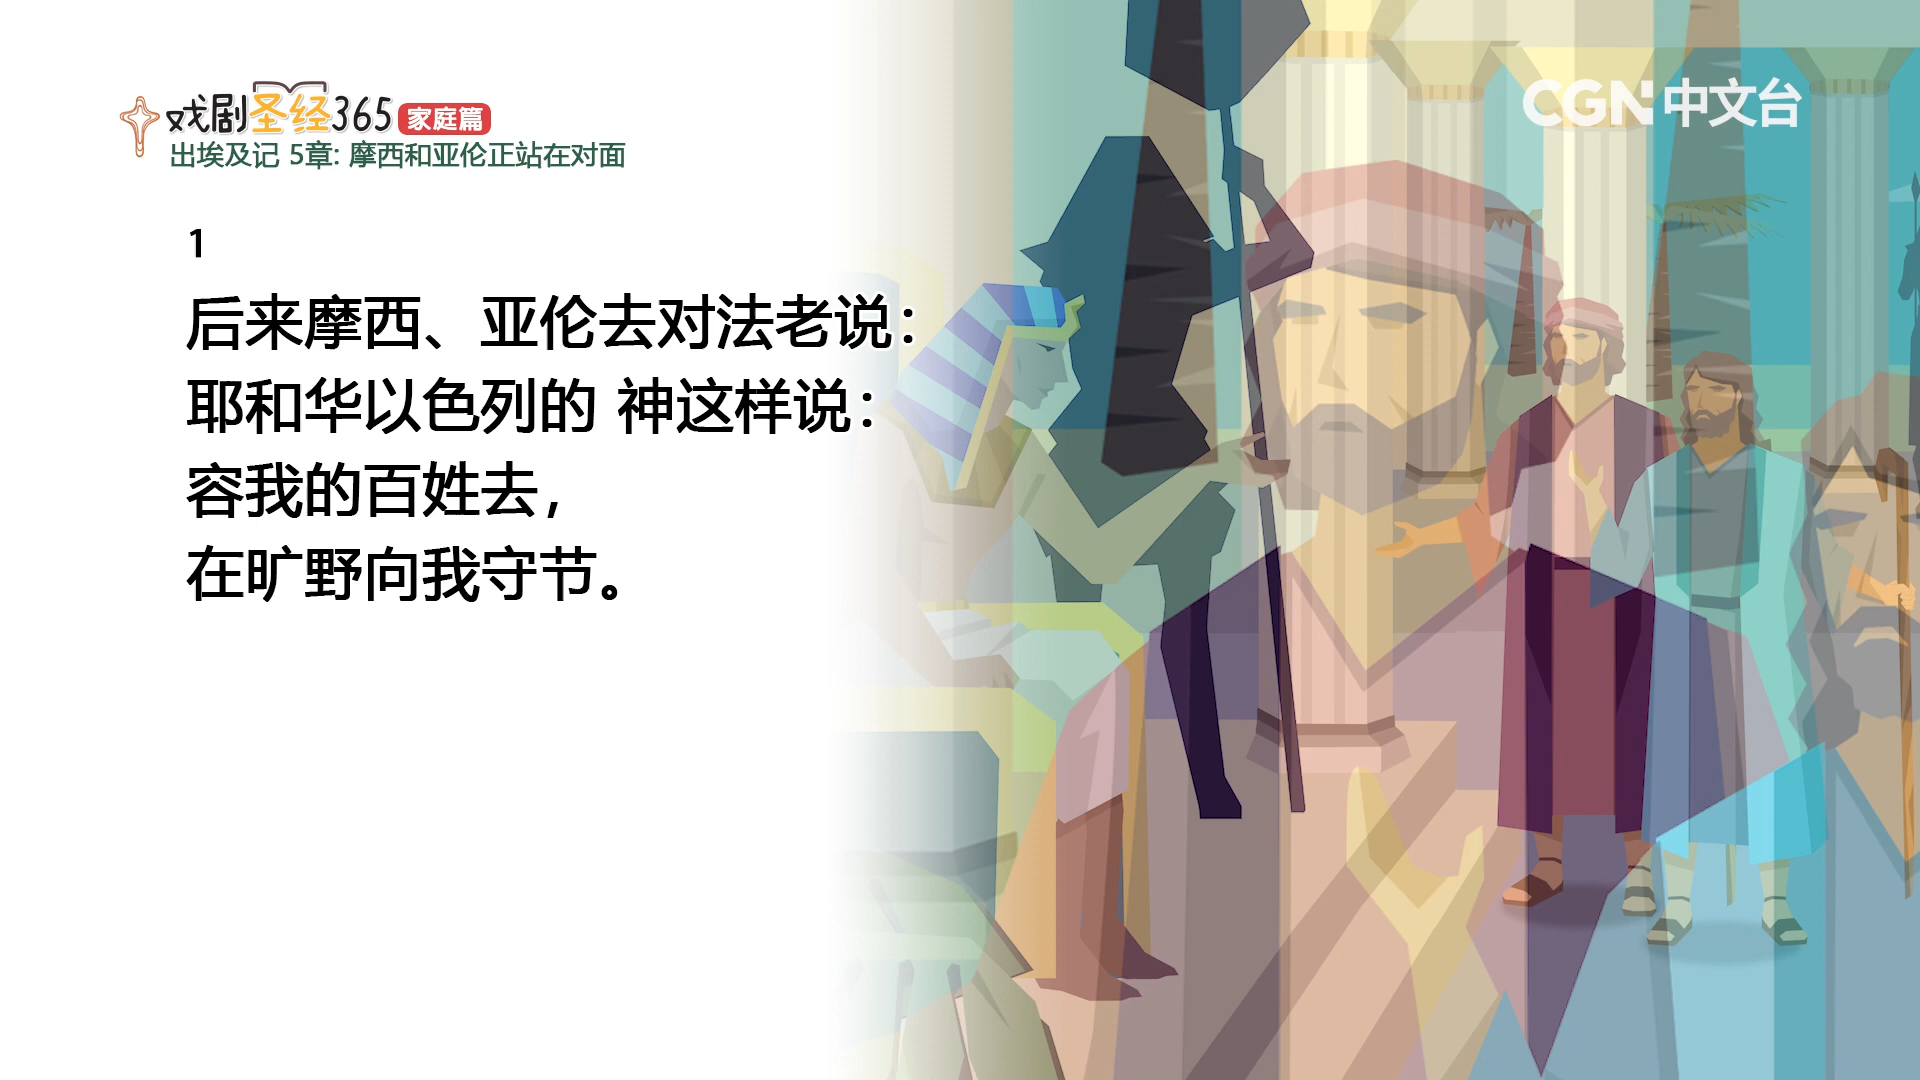 戏剧圣经365 家庭篇
出埃及记 5章: 摩西和亚伦正站在对面
CGN 中文台
1
后来摩西、亚伦去对法老说：
耶和华以色列的 神这样说：
容我的百姓去，
在旷野向我守节。